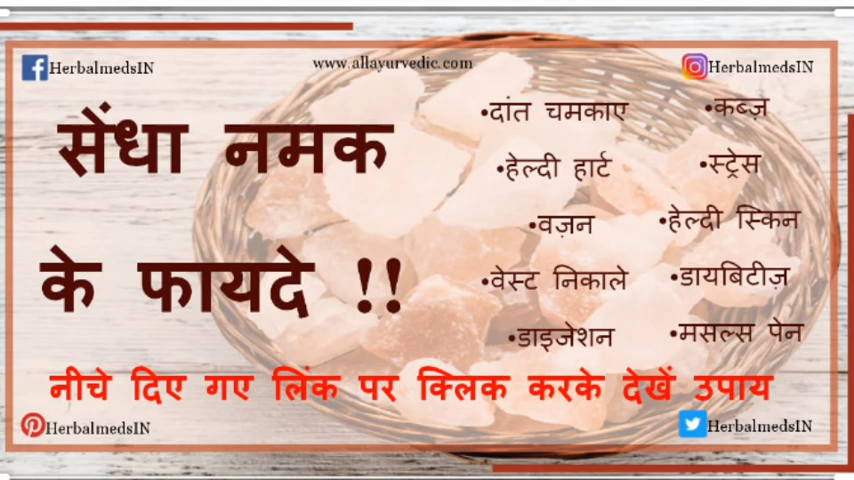 HerbalmedsIN
www.allayurvedic.com
HerbalmedsIN
सेंधा नमक
के फायदे !!
•दांत चमकाए
•हेल्दी हार्ट
•वज़न
•वेस्ट निकाले
•डाइजेशन
•कब्ज़
•स्ट्रेस
•हेल्दी स्किन
•डायबिटीज़
•मसल्स पेन
नीचे दिए गए लिंक पर क्लिक करके देखें उपाय
HerbalmedsIN
HerbalmedsIN